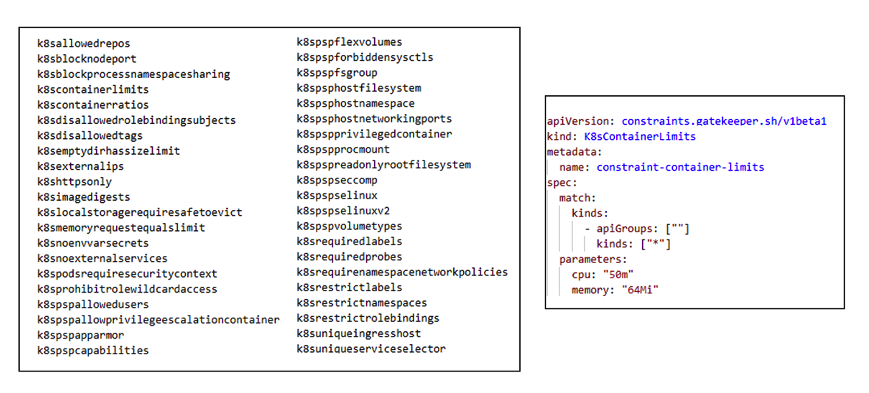 k8sallowedrepos
k8sblocknodeport
k8sblockprocessnamespacesharing
k8scontainerlimits
k8scontainerratios
k8sdisallowedrolebindingsubjects
k8sdisallowedtags
k8semptydirhassizelimit
k8sexternalips
k8shttpsonly
k8simagedigests
k8slocalstoragerequiresafetoevict
k8smemoryrequestequalslimit
k8snoenvvarsecrets
k8snoexternalservices
k8spodsrequiresecuritycontext
k8sprohibitrolewildcardaccess
k8spspallowedusers
k8spspallowprivilegeescalationcontainer
k8spspapparmor
k8spspcapabilities
k8spspflexvolumes
k8spspforbiddensysctls
k8spspfsgroup
k8spsphostfilesystem
k8spsphostnamespace
k8spsphostnetworkingports
k8spspprivilegedcontainer
k8spspprocmount
k8spspreadonlyrootfilesystem
k8spspseccomp
k8spspselinux
k8spspselinuxv2
k8spspvolumetypes
k8srequiredlabels
k8srequiredprobes
k8srequirenamespacenetworkpolicies
k8srestrictlabels
k8srestrictnamespaces
k8srestrictrolebindings
k8suniqueingresshost
k8suniqueserviceselector
apiVersion: constraints.gatekeeper.sh/v1beta1
kind: K8sContainerLimits
metadata:
  name: constraint-container-limits
spec:
  match:
    kinds:
      - apiGroups: [""]
        kinds: ["*"]
  parameters:
    cpu: "50m"
    memory: "64Mi"